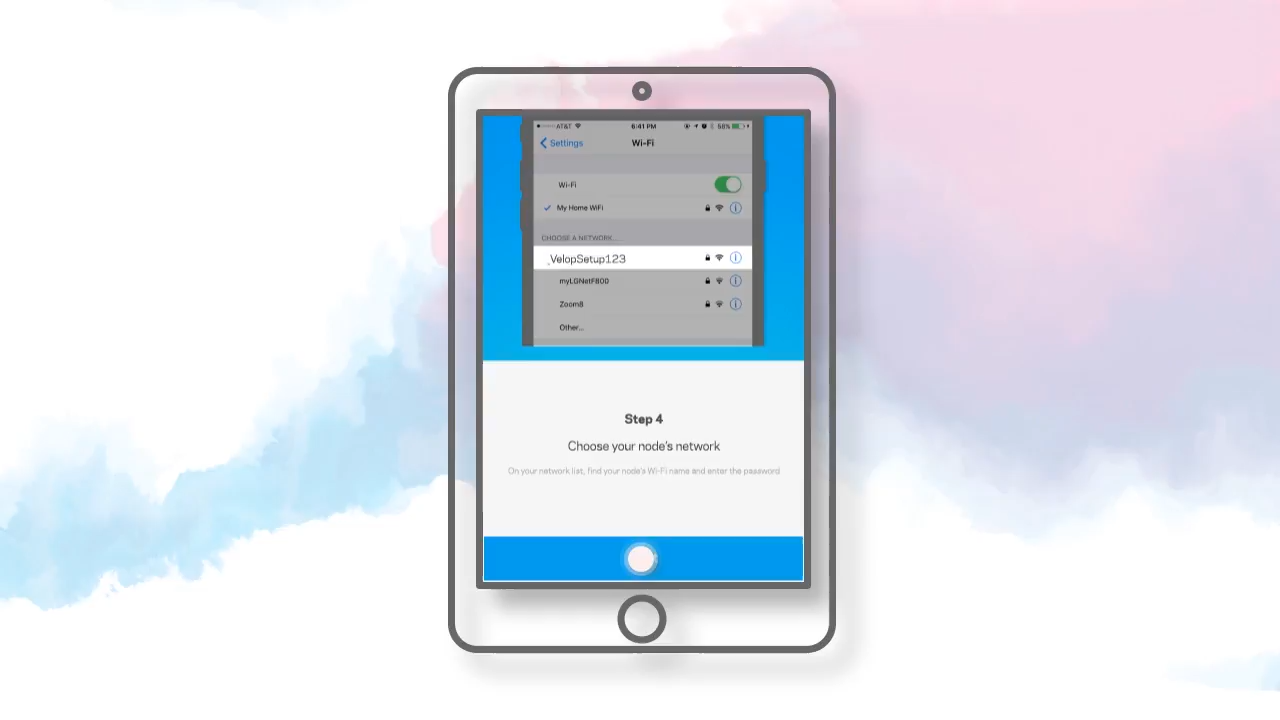 AT&T 6:41 PM 58%
Settings Wi-Fi
Wi-Fi
My Home WiFi
CHOOSE A NETWORK...
VelopSetup123
myLGNetF800
Zoom8
Other...
Step 4
Choose your node's network
On your network list, find your node's Wi-Fi name and enter the password